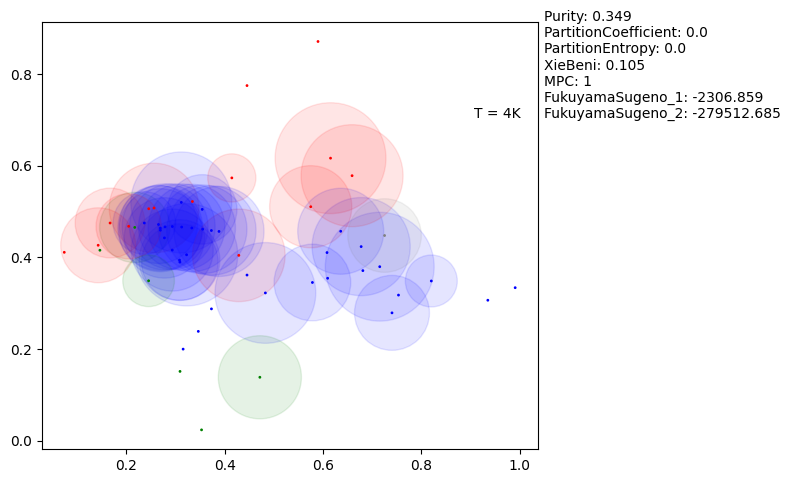 Purity: 0.349
PartitionCoefficient: 0.0
PartitionEntropy: 0.0
XieBeni: 0.105
MPC: 1
FukuyamaSugeno_1: -2306.859
FukuyamaSugeno_2: -279512.685
T = 4K
0.8
0.6
0.4
0.2
0.0
0.2
0.4
0.6
0.8
1.0